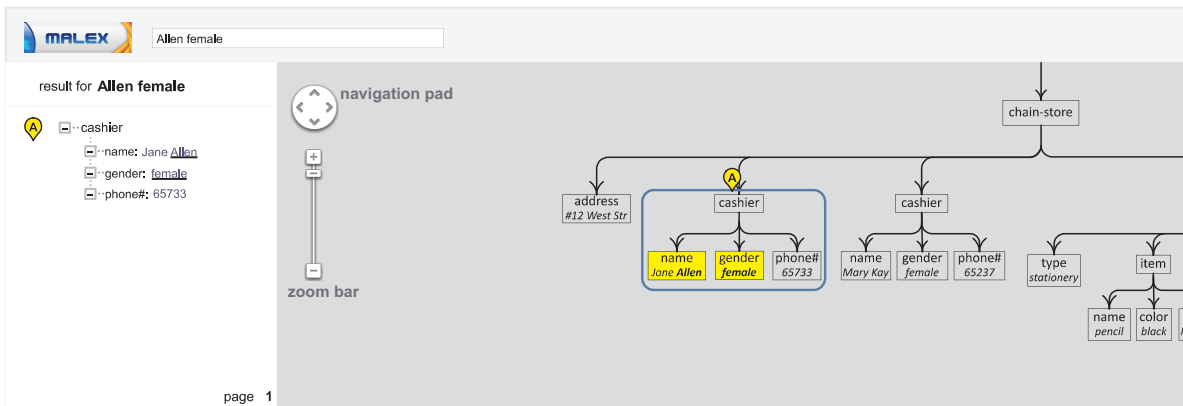 MALEX
Allen female
result for Allen female
A
cashier
name: Jane Allen
gender: female
phone#: 65733
page 1
navigation pad
zoom bar
chain-store
A
address
#12 West Str
cashier
cashier
name
Jane Allen
gender
female
phone#
65733
name
Mary Kay
gender
female
phone#
65237
type
stationery
item
name
pencil
color
black